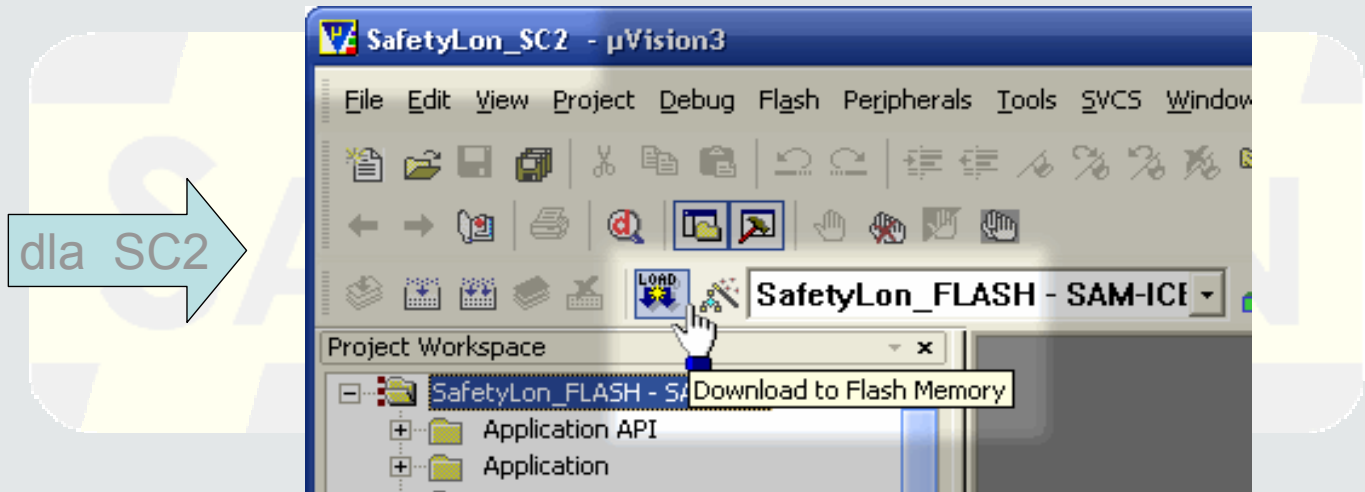 SafetyLon_SC2 - µVision3
File Edit View Project Debug Flash Peripherals Tools SVCS Window
dla SC2
LOAD
SafetyLon_FLASH - SAM-ICE
Project Workspace
SafetyLon_FLASH - SA
Download to Flash Memory
Application API
Application